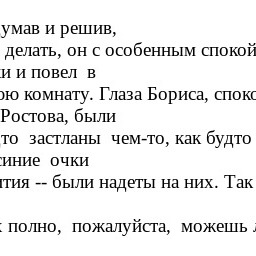 умав и решив,
делать, он с особенным спокой
и и повел в
ю комнату. Глаза Бориса, споко
Ростова, были
то застланы чем-то, как будто
синие очки
тия -- были надеты на них. Так
полно, пожалуйста, можешь л